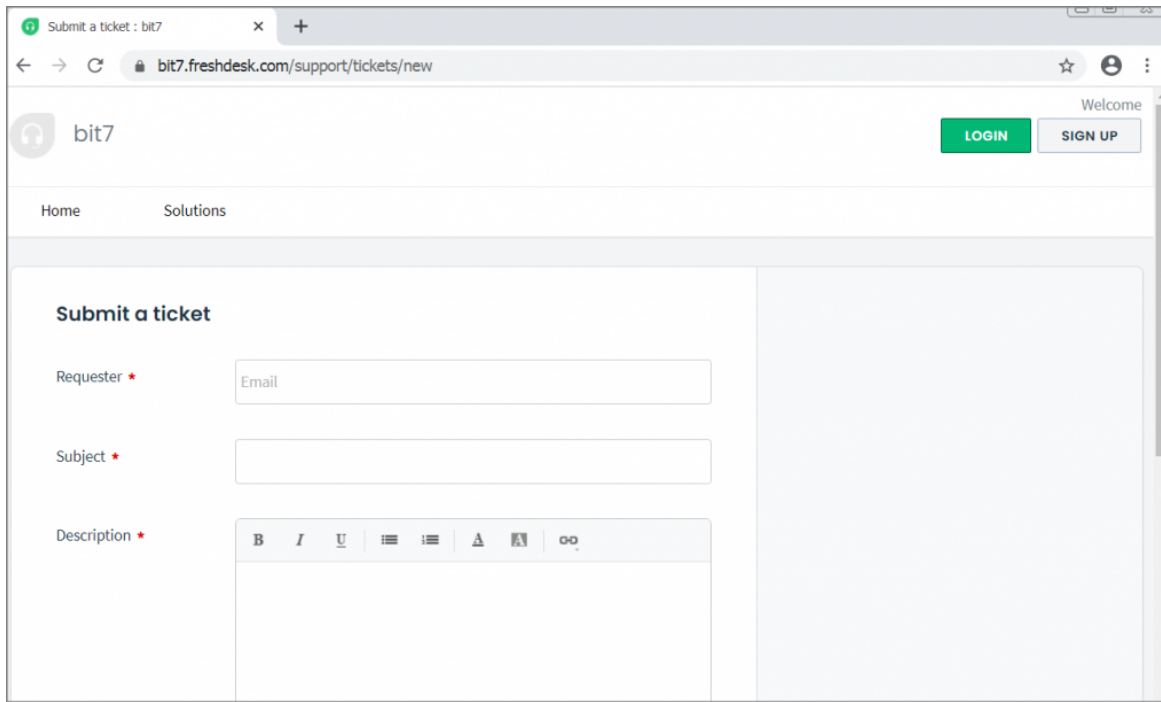 Submit a ticket : bit7
bit7.freshdesk.com/support/tickets/new
Welcome
bit7
LOGIN SIGN UP
Home Solutions
Submit a ticket
Requester *
Email
Subject *
Description *
B I U A A